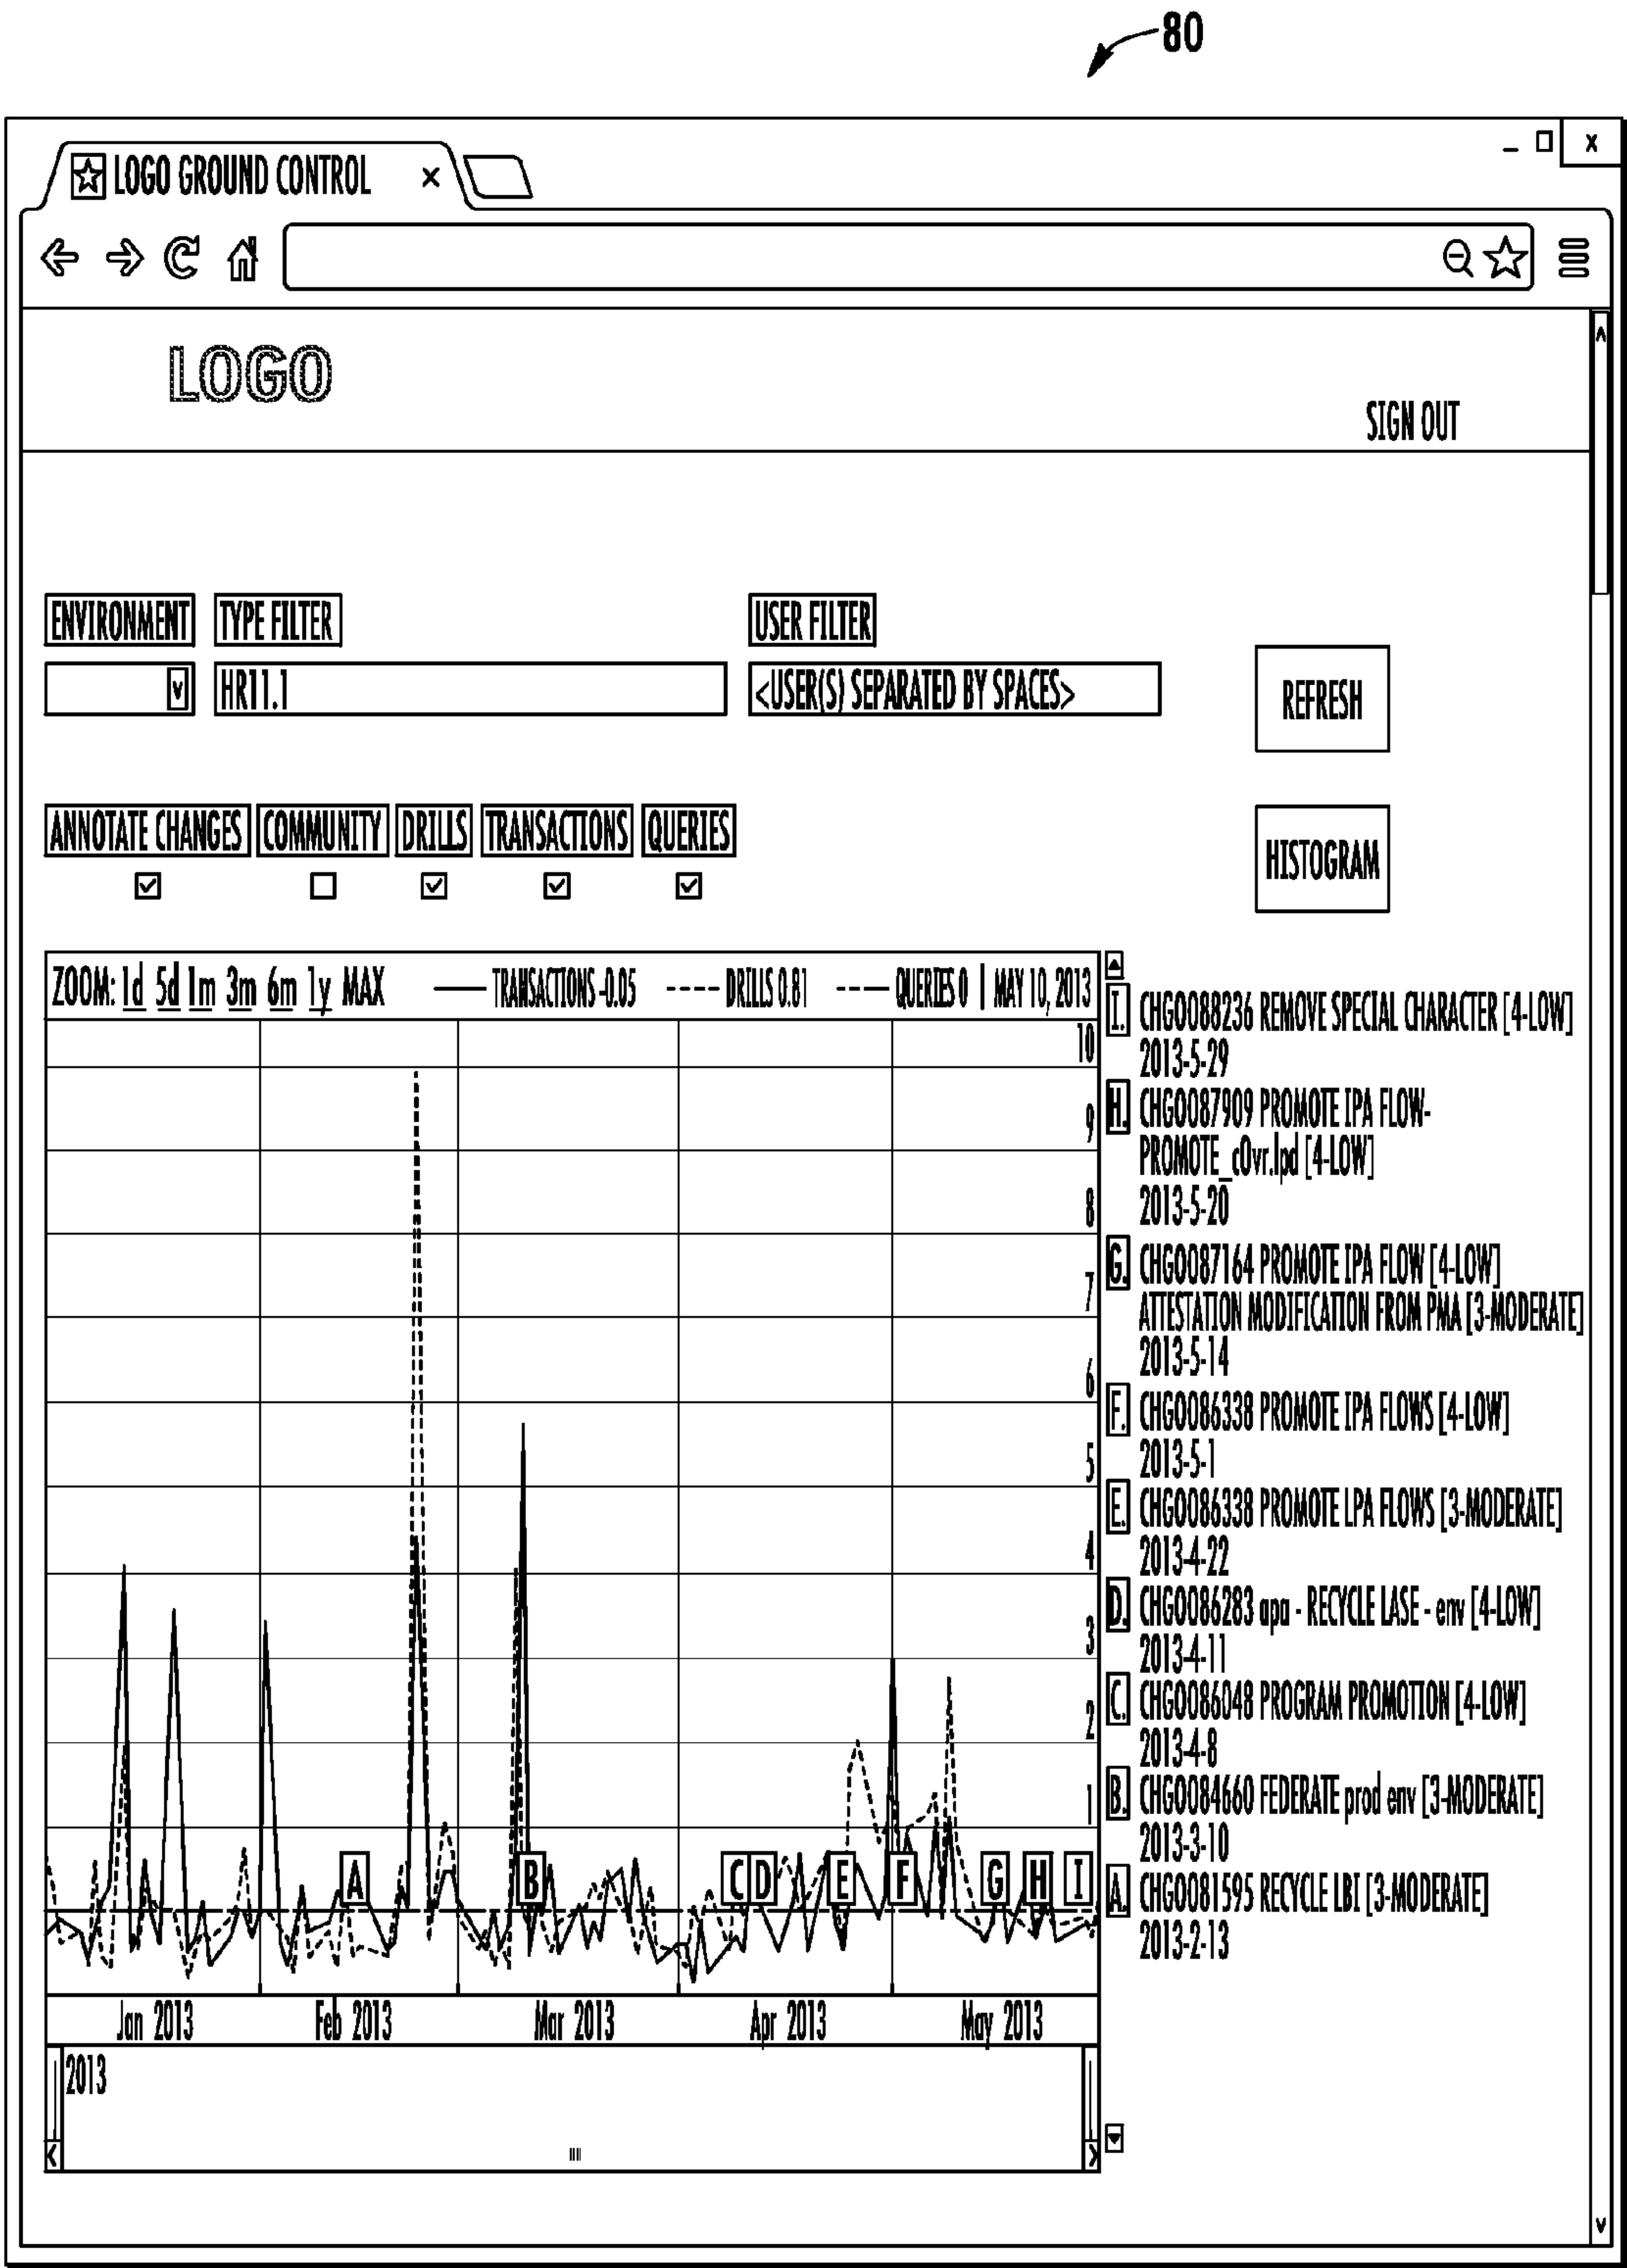 80
LOGO GROUND CONTROL
LOGO
SIGN OUT
ENVIRONMENT TYPE FILTER USER FILTER
HR11.1 <USER(S) SEPARATED BY SPACES> REFRESH
ANNOTATE CHANGES COMMUNITY DRILLS TRANSACTIONS QUERIES
HISTOGRAM
ZOOM: 1d 5d 1m 3m 6m 1y MAX TRANSACTIONS -0.05 DRILLS 0.81 QUERIES 0 | MAY 10, 2013
10
9
8
7
6
5
4
3
2
1
A B C D E F G H I
Jan 2013 Feb 2013 Mar 2013 Apr 2013 May 2013
2013
I. CHG0088236 REMOVE SPECIAL CHARACTER [4-LOW]
2013-5-29
H. CHG0087909 PROMOTE IPA FLOW-
PROMOTE_c0vr.lpd [4-LOW]
2013-5-20
G. CHG0087164 PROMOTE IPA FLOW [4-LOW]
ATTESTATION MODIFICATION FROM PMA [3-MODERATE]
2013-5-14
F. CHG0086338 PROMOTE IPA FLOWS [4-LOW]
2013-5-1
E. CHG0086338 PROMOTE LPA FLOWS [3-MODERATE]
2013-4-22
D. CHG0086283 apa - RECYCLE LASE - env [4-LOW]
2013-4-11
C. CHG0086048 PROGRAM PROMOTION [4-LOW]
2013-4-8
B. CHG0084660 FEDERATE prod env [3-MODERATE]
2013-3-10
A. CHG0081595 RECYCLE LBI [3-MODERATE]
2013-2-13